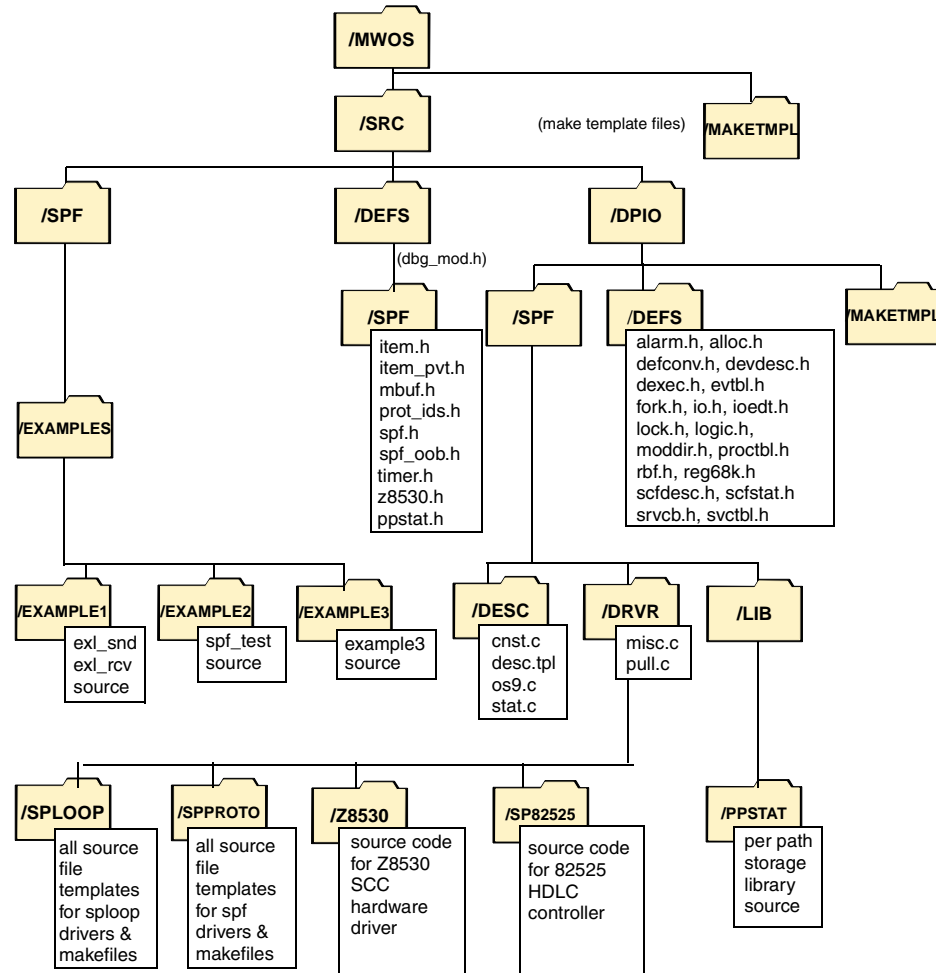 /MWOS
/SRC
(make template files)
/MAKETMPL
/SPF
/DEFS
/DPIO
(dbg_mod.h)
/SPF
item.h
item_pvt.h
mbuf.h
prot_ids.h
spf.h
spf_oob.h
timer.h
z8530.h
ppstat.h
/SPF
/DEFS
alarm.h, alloc.h
defconv.h, devdesc.h
dexec.h, evtbl.h
fork.h, io.h, ioedt.h
lock.h, logic.h,
moddir.h, proctbl.h
rbf.h, reg68k.h
scfdesc.h, scfstat.h
srvcb.h, svctbl.h
/MAKETMPL
/EXAMPLES
/EXAMPLE1
exl_snd
exl_rcv
source
/EXAMPLE2
spf_test
source
/EXAMPLE3
example3
source
/DESC
cnst.c
desc.tpl
os9.c
stat.c
/DRVR
misc.c
pull.c
/LIB
/SPLOOP
all source
file
templates
for sploop
drivers &
makefiles
/SPPROTO
all source
file
templates
for spf
drivers &
makefiles
/Z8530
source code
for Z8530
SCC
hardware
driver
/SP82525
source code
for 82525
HDLC
controller
/PPSTAT
per path
storage
library
source